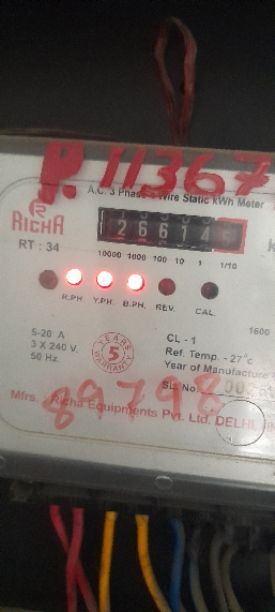 P.11367
A.C. 3 Phase 4 Wire Static kWh Meter
RICHA
RT : 34
266145
10000 1000 100 10 1 1/10
R.PH. Y.PH. B.PH. REV. CAL.
1600
5-20 A
3 X 240 V.
50 Hz.
5 YEARS WARRANTY
CL - 1
Ref. Temp. - 27°c
Year of Manufacture
SL. No.
89798
Mfrs. Richa Equipments Pvt. Ltd. DELHI